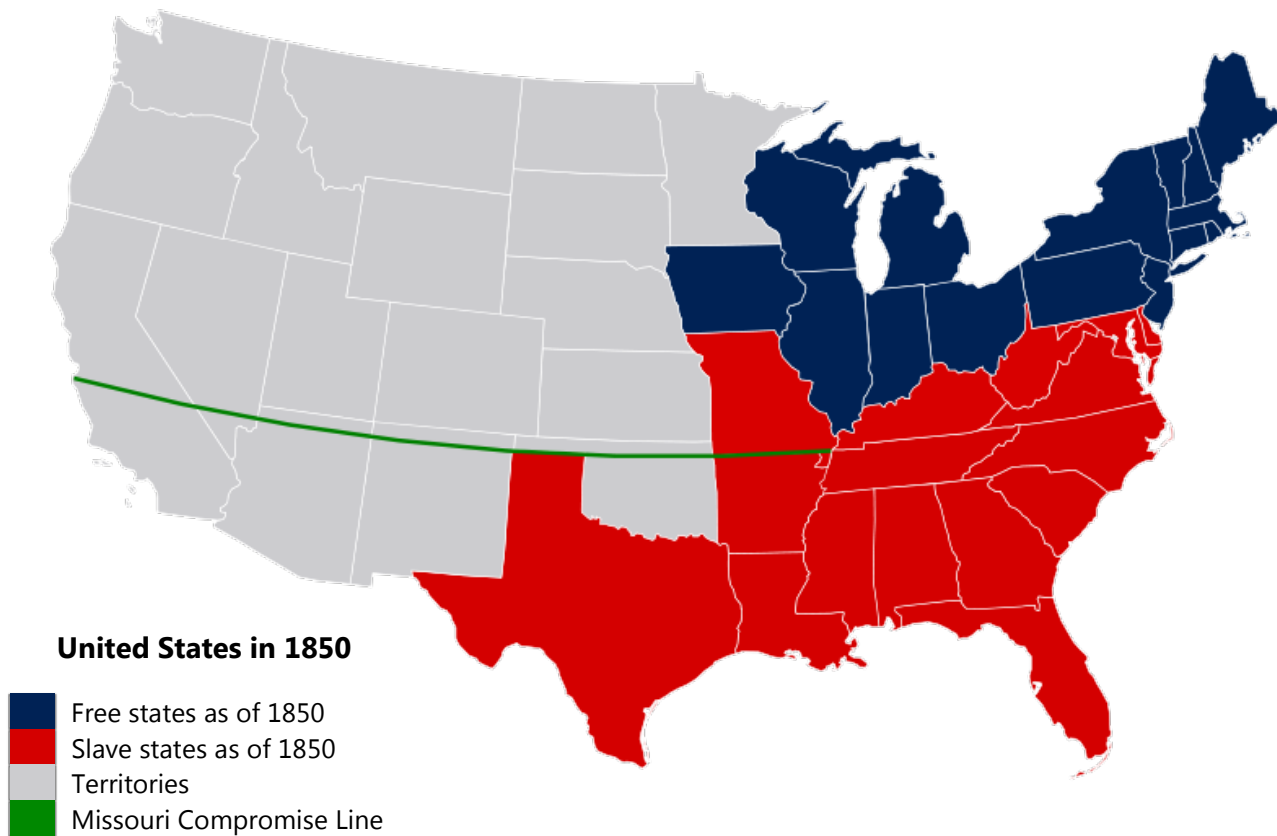 United States in 1850
Free states as of 1850
Slave states as of 1850
Territories
Missouri Compromise Line